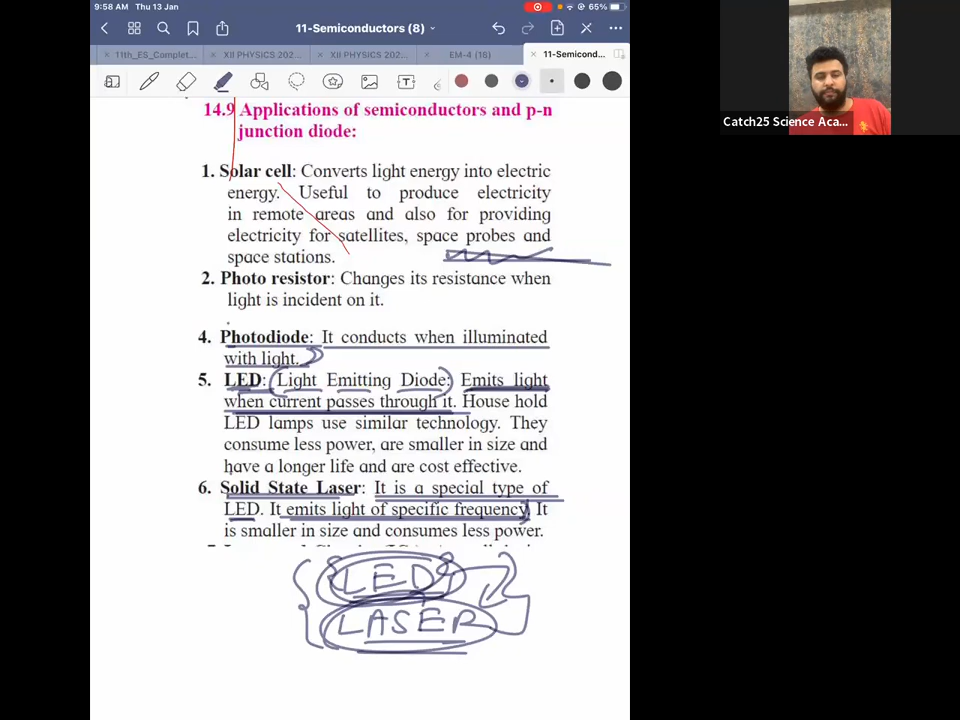 9:58 AM Thu 13 Jan
65%
11-Semiconductors (8)
11th_ES_Complet...
XII PHYSICS 202...
XII PHYSICS 202...
EM-4 (18)
11-Semicond...
14.9 Applications of semiconductors and p-n
junction diode:
1. Solar cell: Converts light energy into electric
energy. Useful to produce electricity
in remote areas and also for providing
electricity for satellites, space probes and
space stations.
2. Photo resistor: Changes its resistance when
light is incident on it.
4. Photodiode: It conducts when illuminated
with light.
5. LED: (Light Emitting Diode): Emits light
when current passes through it. House hold
LED lamps use similar technology. They
consume less power, are smaller in size and
have a longer life and are cost effective.
6. Solid State Laser: It is a special type of
LED. It emits light of specific frequency. It
is smaller in size and consumes less power.
LED
LASER
Catch25 Science Aca...